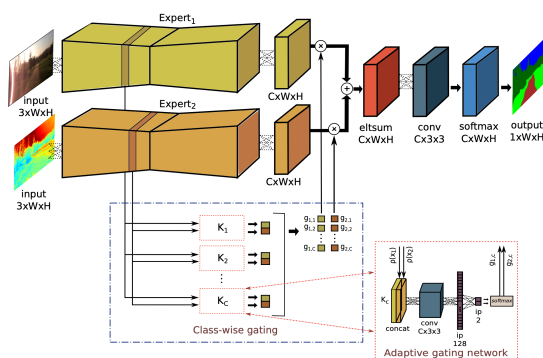 Expert1
input
3xWxH
CxWxH
Expert2
input
3xWxH
CxWxH
eltsum
CxWxH
conv
Cx3x3
softmax
CxWxH
output
1xWxH
K1
K2
KC
g1,1 g2,1
g1,2 g2,2
g1,C g2,C
Class-wise gating
ρ(x1)
ρ(x2)
g1,c
g2,c
Kc
concat
conv
Cx3x3
ip
128
ip
2
softmax
Adaptive gating network